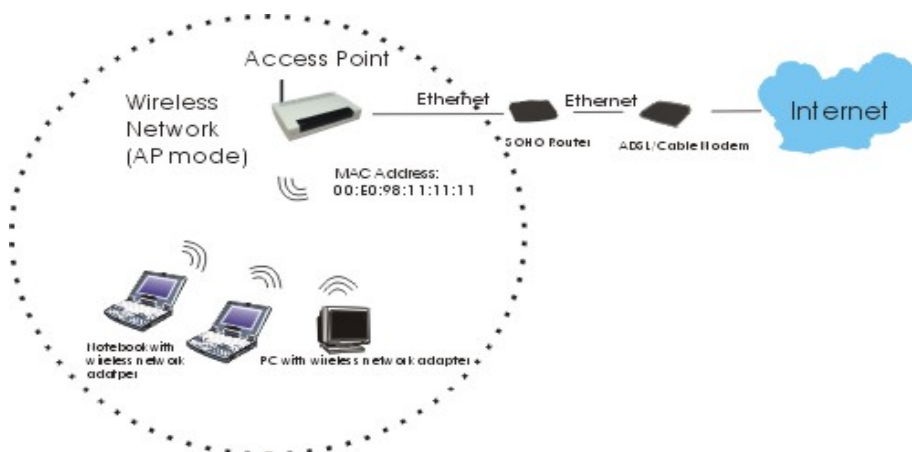 Access Point
Wireless
Network
(AP mode)
Ethernet
Ethernet
Internet
SOHO Router
ADSL/Cable Modem
MAC Address:
00:E0:98:11:11:11
Notebook with
wireless network
adatper
PC with wireless network adapter